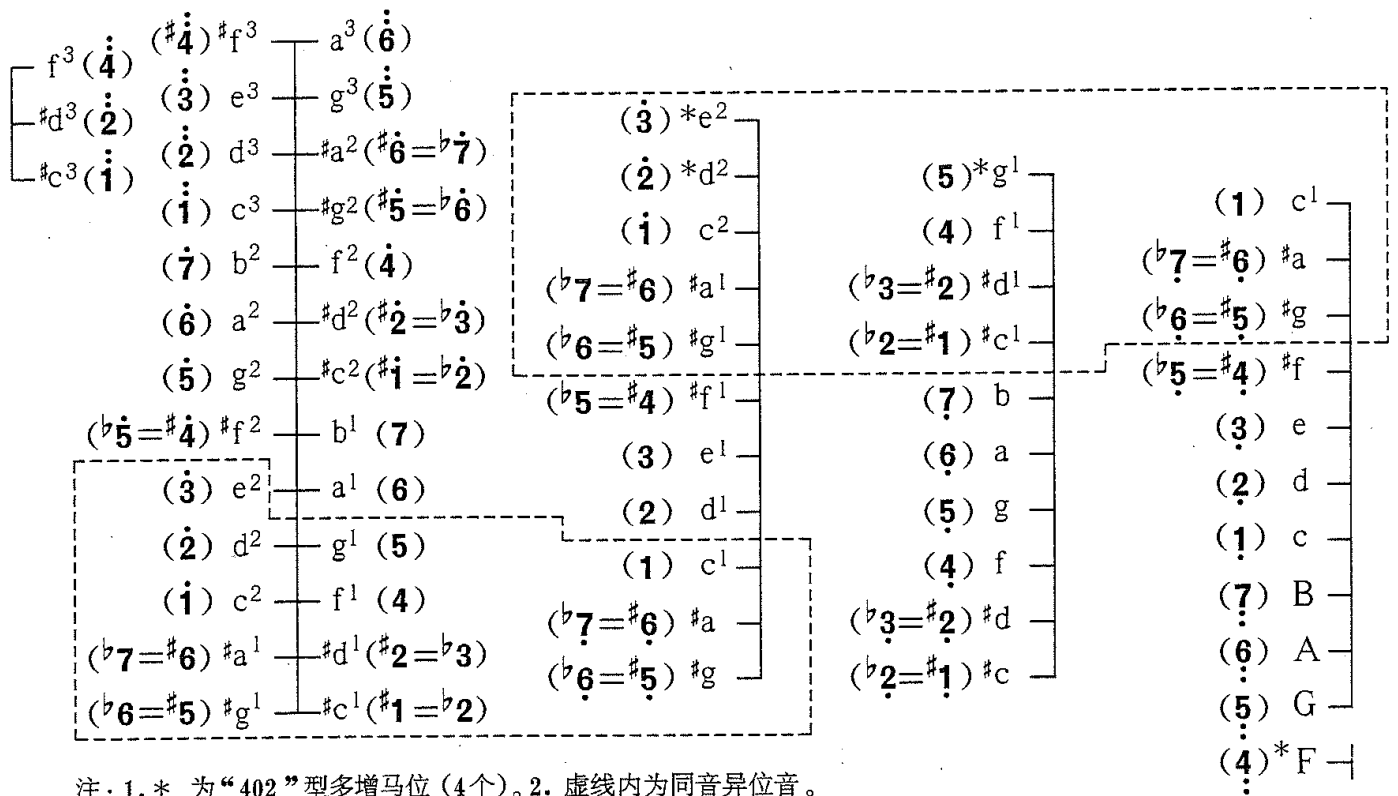 f³(4̇̇)
#d³(2̇̇)
#c³(1̇̇)
(#4̇̇) #f³ a³(6̇̇)
(3̇̇) e³ g³(5̇̇)
(2̇̇) d³ #a²(#6̇=♭7̇)
(1̇̇) c³ #g²(#5̇=♭6̇)
(7̇) b² f²(4̇)
(6̇) a² #d²(#2̇=♭3̇)
(5̇) g² #c²(#1̇=♭2̇)
(♭5̇=#4̇) #f² b¹ (7)
(3̇) e² a¹ (6)
(2̇) d² g¹ (5)
(1̇) c² f¹ (4)
(♭7=#6) #a¹ #d¹(#2=♭3)
(♭6=#5) #g¹ #c¹(#1=♭2)
(3̇) *e²
(2̇) *d²
(1̇) c²
(♭7=#6) #a¹
(♭6=#5) #g¹
(♭5=#4) #f¹
(3) e¹
(2) d¹
(1) c¹
(♭7̣=#6̣) #a
(♭6̣=#5̣) #g
(5)*g¹
(4) f¹
(♭3=#2) #d¹
(♭2=#1) #c¹
(7̣) b
(6̣) a
(5̣) g
(4̣) f
(♭3̣=#2̣) #d
(♭2̣=#1̣) #c
(1) c¹
(♭7̣=#6̣) #a
(♭6̣=#5̣) #g
(♭5̣=#4̣) #f
(3̣) e
(2̣) d
(1̣) c
(7̣̣) B
(6̣̣) A
(5̣̣) G
(4̣̣)*F
注:1.* 为“402”型多增马位(4个)。2. 虚线内为同音异位音。